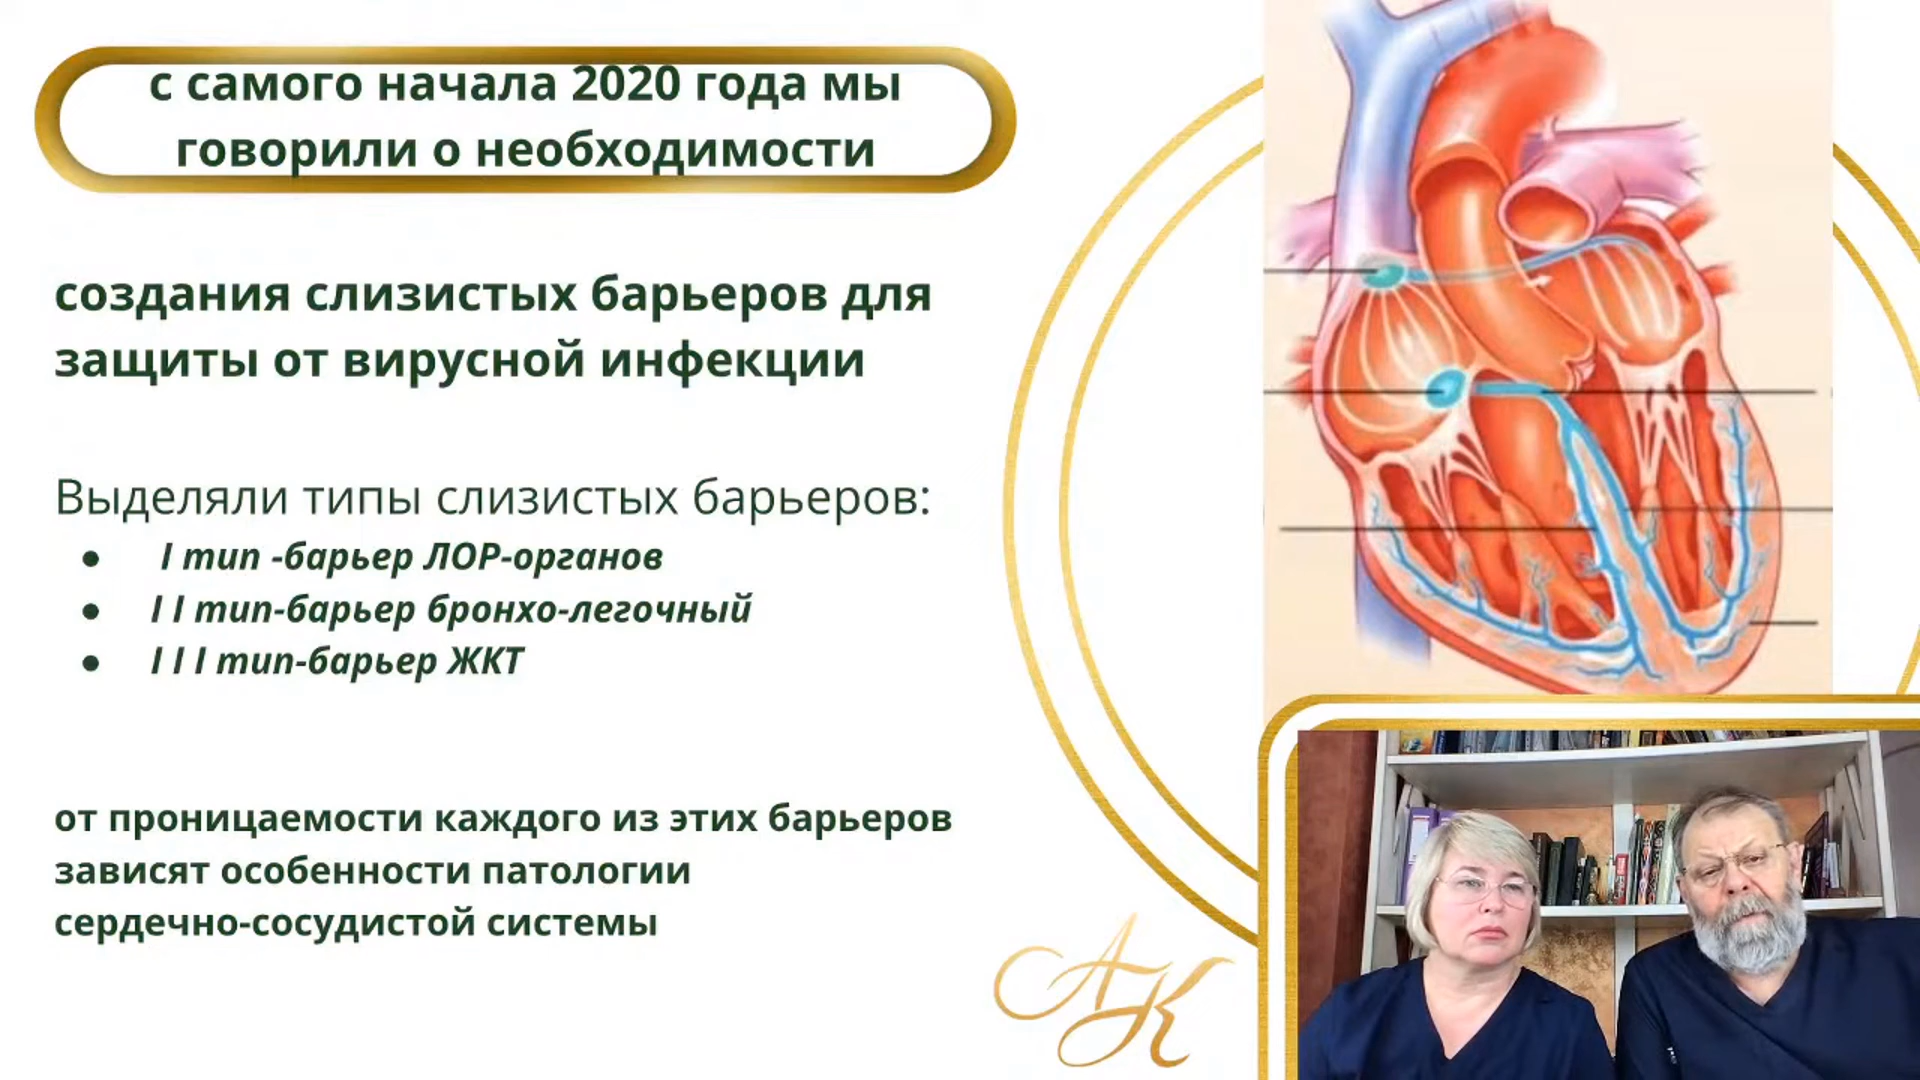 с самого начала 2020 года мы
говорили о необходимости
создания слизистых барьеров для
защиты от вирусной инфекции
Выделяли типы слизистых барьеров:
● I тип -барьер ЛОР-органов
● I I тип-барьер бронхо-легочный
● I I I тип-барьер ЖКТ
от проницаемости каждого из этих барьеров
зависят особенности патологии
сердечно-сосудистой системы
АК